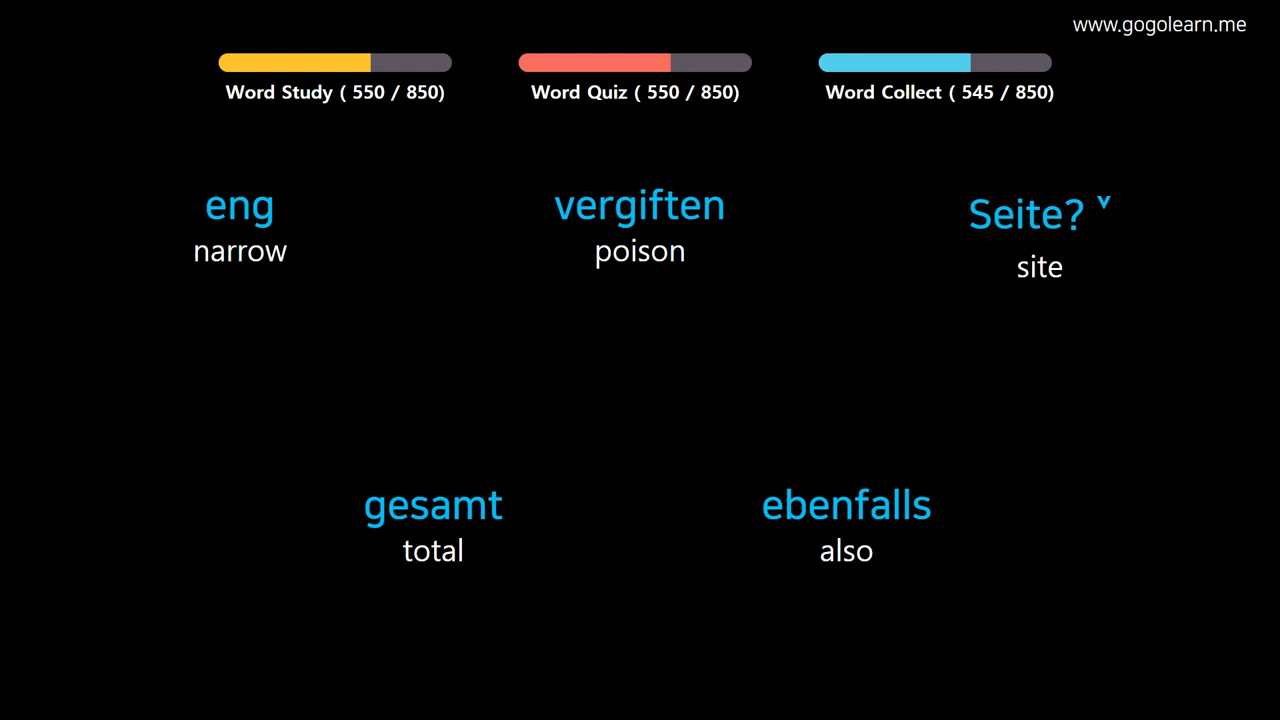 www.gogolearn.me
Word Study ( 550 / 850)
Word Quiz ( 550 / 850)
Word Collect ( 545 / 850)
eng
narrow
vergiften
poison
Seite? ˅
site
gesamt
total
ebenfalls
also